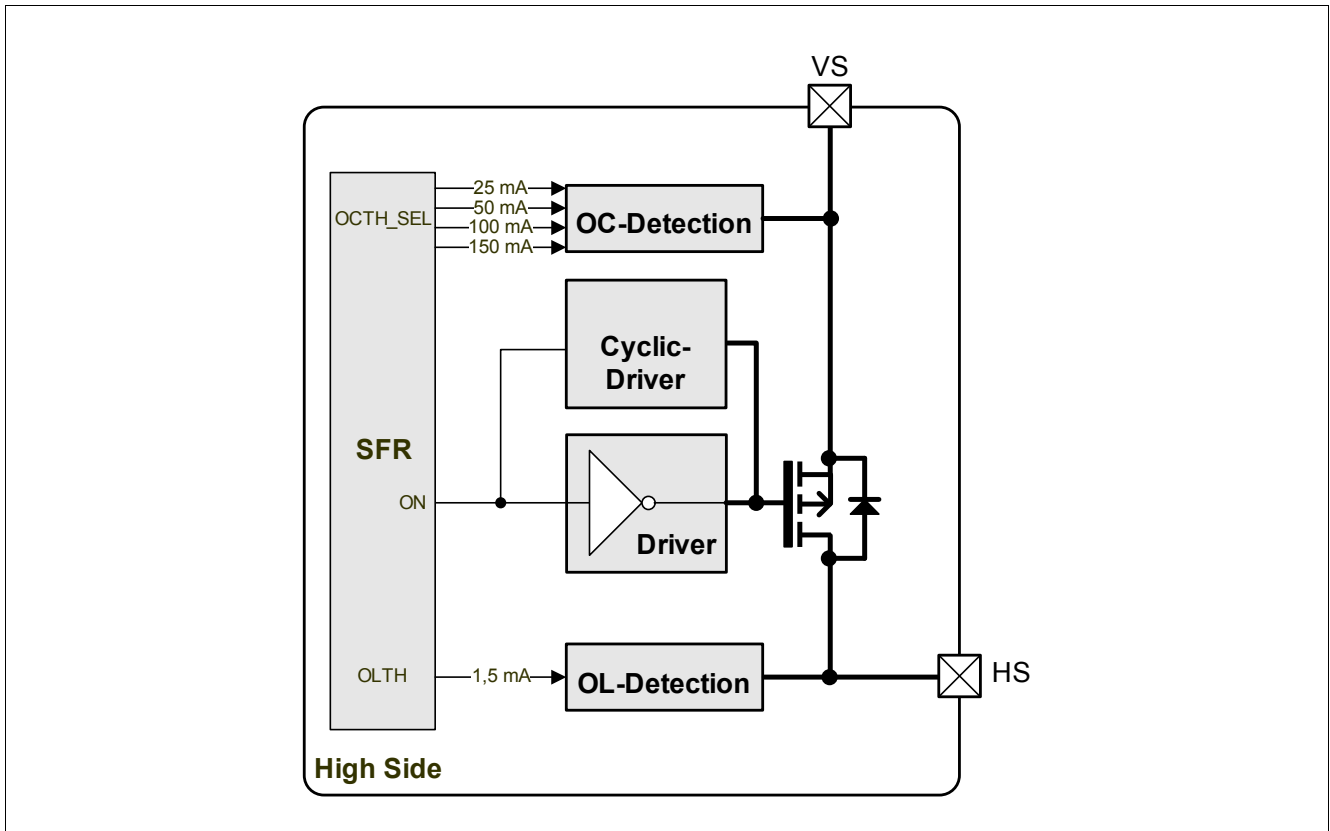 VS
25 mA
50 mA
OCTH_SEL
100 mA
150 mA
OC-Detection
Cyclic-
Driver
SFR
ON
Driver
OLTH
1,5 mA
OL-Detection
HS
High Side